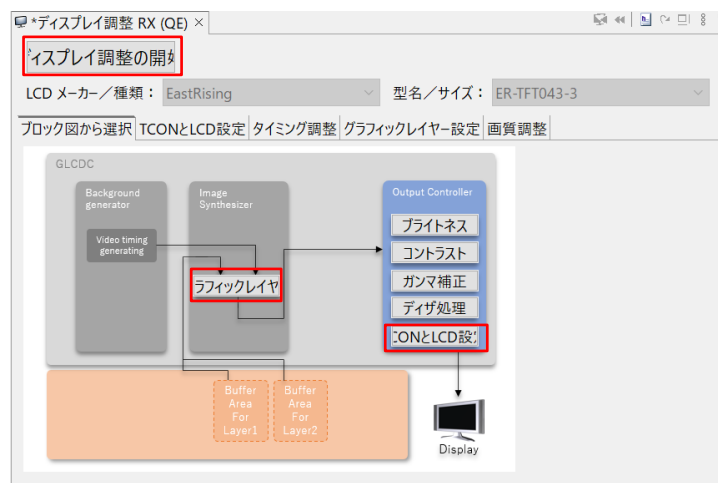 *ディスプレイ調整 RX (QE) ×
ィスプレイ調整の開
LCD メーカー／種類： EastRising 型名／サイズ： ER-TFT043-3
ブロック図から選択 TCONとLCD設定 タイミング調整 グラフィックレイヤー設定 画質調整
GLCDC
Background
generator
Image
Synthesizer
Output Controller
Video timing
generating
ブライトネス
コントラスト
ガンマ補正
ディザ処理
ラフィックレイヤ
CONとLCD設
Buffer
Area
For
Layer1
Buffer
Area
For
Layer2
Display